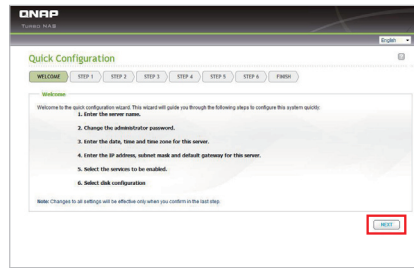 QNAP
TURBO NAS
English
Quick Configuration
WELCOME STEP 1 STEP 2 STEP 3 STEP 4 STEP 5 STEP 6 FINISH
Welcome
Welcome to the quick configuration wizard. This wizard will guide you through the following steps to configure this system quickly:
1. Enter the server name.
2. Change the administrator password.
3. Enter the date, time and time zone for this server.
4. Enter the IP address, subnet mask and default gateway for this server.
5. Select the services to be enabled.
6. Select disk configuration
Note: Changes to all settings will be effective only when you confirm in the last step.
NEXT